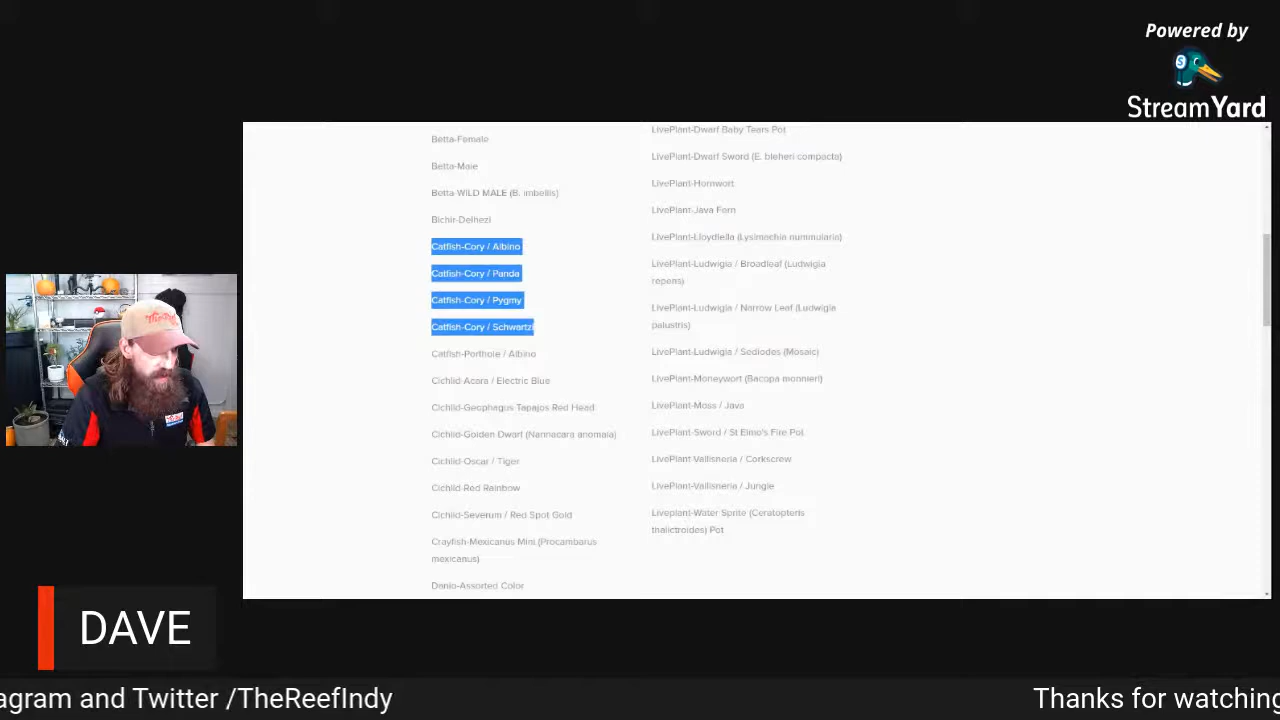 Powered by
StreamYard
Betta-Female
Betta-Male
Betta-WILD MALE (B. imbellis)
Bichir-Delhezi
Catfish-Cory / Albino
Catfish-Cory / Panda
Catfish-Cory / Pygmy
Catfish-Cory / Schwartzi
Catfish-Porthole / Albino
Cichlid-Acara / Electric Blue
Cichlid-Geophagus Tapajos Red Head
Cichlid-Golden Dwarf (Nannacara anomala)
Cichlid-Oscar / Tiger
Cichlid-Red Rainbow
Cichlid-Severum / Red Spot Gold
Crayfish-Mexicanus Mini (Procambarus
mexicanus)
Danio-Assorted Color
LivePlant-Dwarf Baby Tears Pot
LivePlant-Dwarf Sword (E. bleheri compacta)
LivePlant-Hornwort
LivePlant-Java Fern
LivePlant-Lloydiella (Lysimachia nummularia)
LivePlant-Ludwigia / Broadleaf (Ludwigia
repens)
LivePlant-Ludwigia / Narrow Leaf (Ludwigia
palustris)
LivePlant-Ludwigia / Sediodes (Mosaic)
LivePlant-Moneywort (Bacopa monnieri)
LivePlant-Moss / Java
LivePlant-Sword / St Elmo's Fire Pot
LivePlant-Vallisneria / Corkscrew
LivePlant-Vallisneria / Jungle
Liveplant-Water Sprite (Ceratopteris
thalictroides) Pot
DAVE
agram and Twitter /TheReefIndy
Thanks for watching